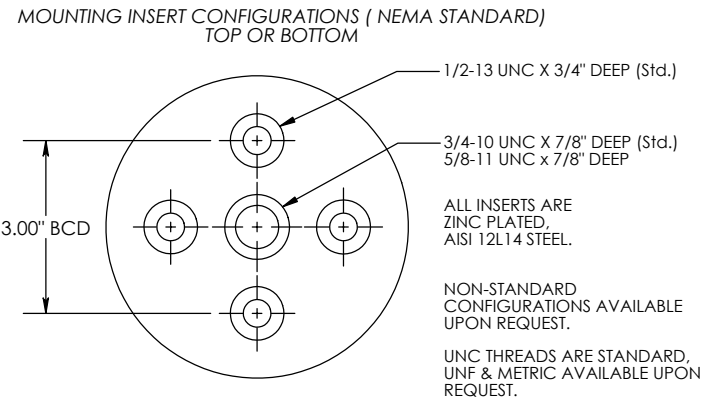 MOUNTING INSERT CONFIGURATIONS ( NEMA STANDARD)
TOP OR BOTTOM
1/2-13 UNC X 3/4" DEEP (Std.)
3/4-10 UNC X 7/8" DEEP (Std.)
5/8-11 UNC x 7/8" DEEP
3.00" BCD
ALL INSERTS ARE
ZINC PLATED,
AISI 12L14 STEEL.
NON-STANDARD
CONFIGURATIONS AVAILABLE
UPON REQUEST.
UNC THREADS ARE STANDARD,
UNF & METRIC AVAILABLE UPON
REQUEST.